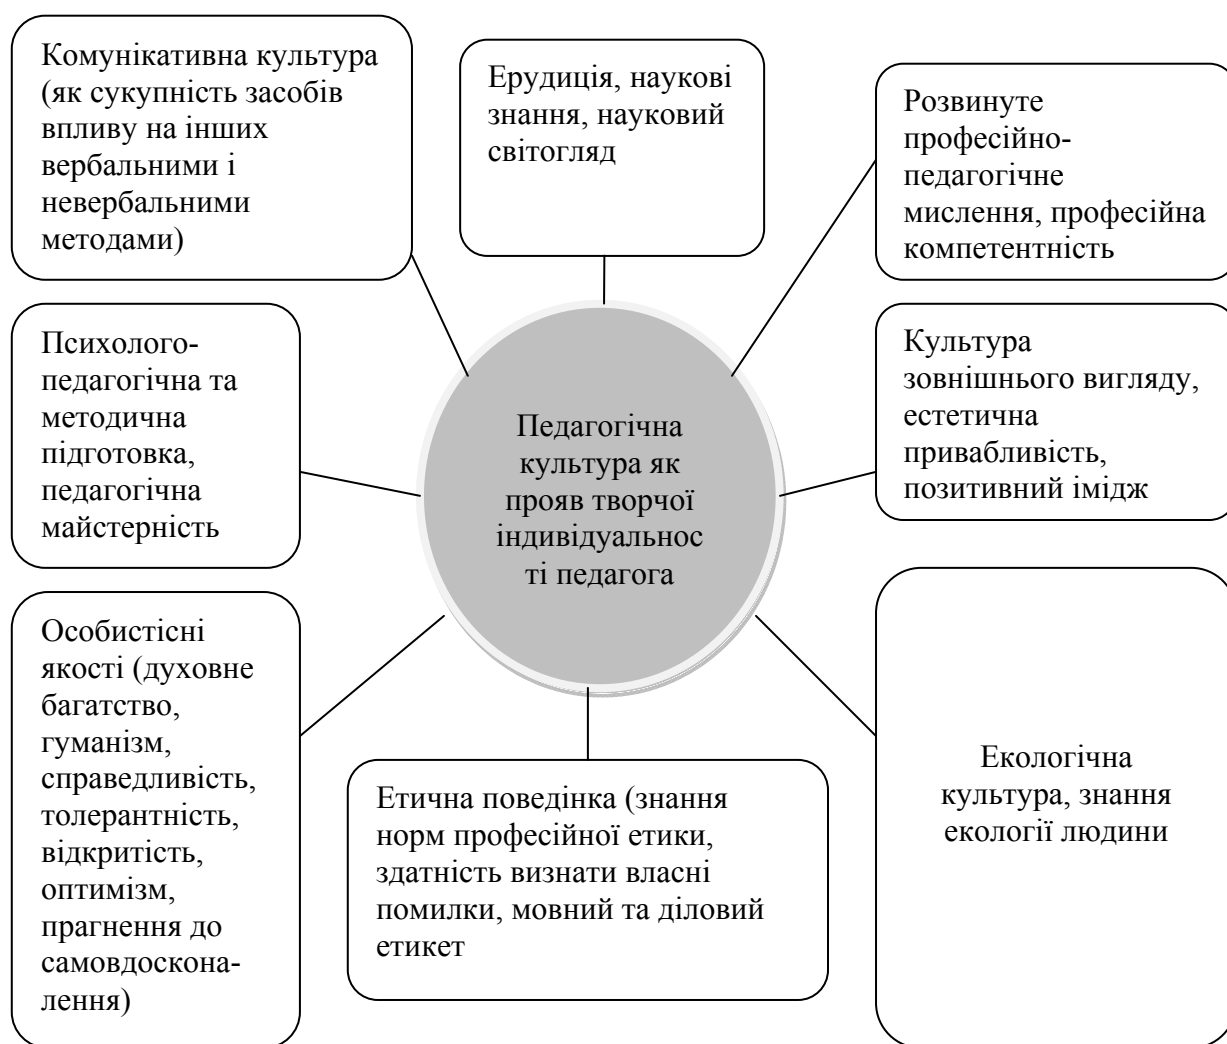 Комунікативна культура
(як сукупність засобів
впливу на інших
вербальними і
невербальними
методами)
Ерудиція, наукові
знання, науковий
світогляд
Розвинуте
професійно-
педагогічне
мислення, професійна
компетентність
Психолого-
педагогічна та
методична
підготовка,
педагогічна
майстерність
Педагогічна
культура як
прояв творчої
індивідуальнос
ті педагога
Культура
зовнішнього вигляду,
естетична
привабливість,
позитивний імідж
Особистісні
якості (духовне
багатство,
гуманізм,
справедливість,
толерантність,
відкритість,
оптимізм,
прагнення до
самовдоскона-
лення)
Етична поведінка (знання
норм професійної етики,
здатність визнати власні
помилки, мовний та діловий
етикет
Екологічна
культура, знання
екології людини